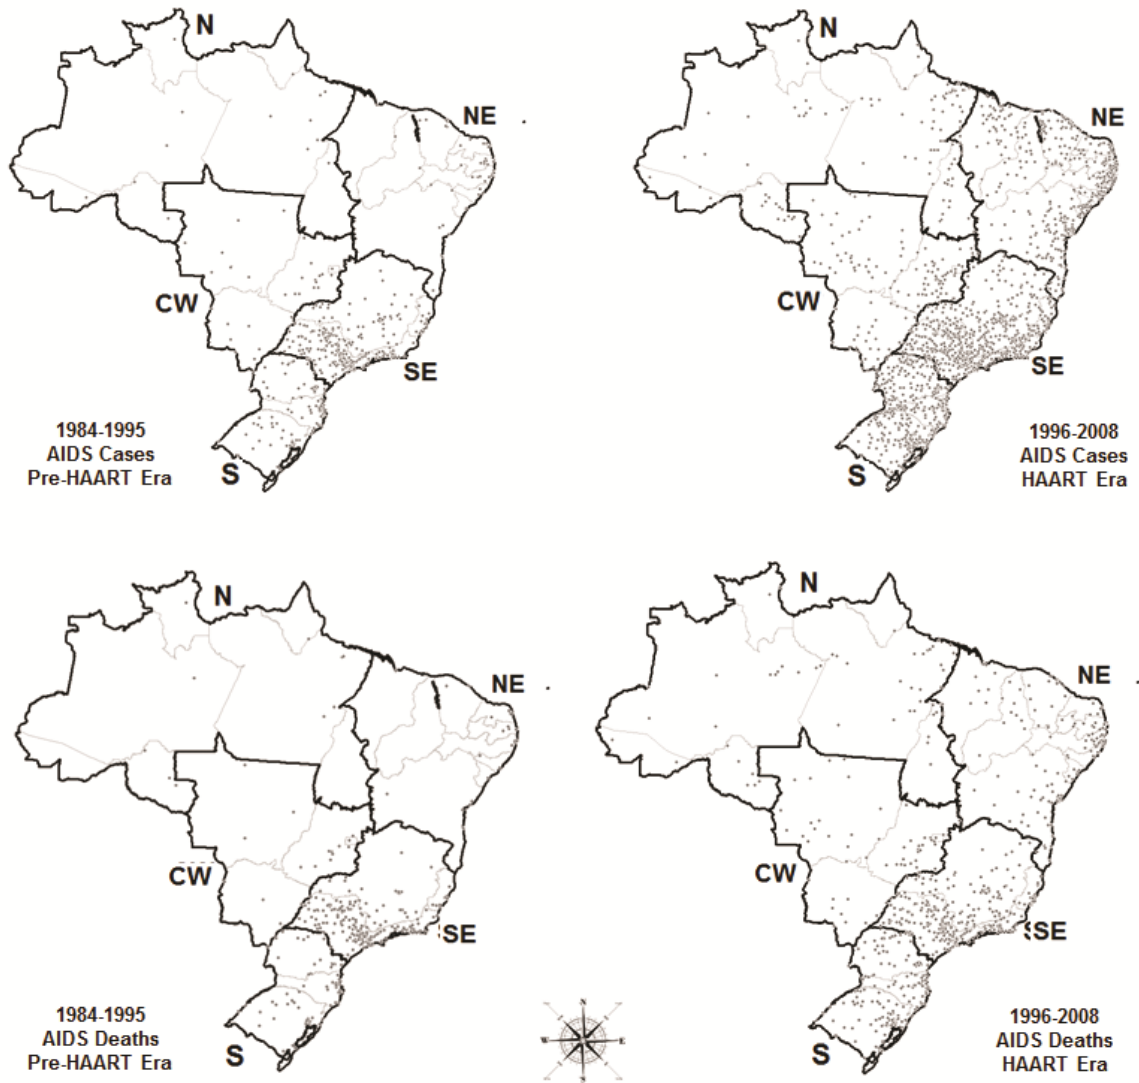 N
NE
CW
SE
S
1984-1995
AIDS Cases
Pre-HAART Era
N
NE
CW
SE
S
1996-2008
AIDS Cases
HAART Era
N
NE
CW
SE
S
1984-1995
AIDS Deaths
Pre-HAART Era
N
W
E
S
N
NE
CW
SE
S
1996-2008
AIDS Deaths
HAART Era